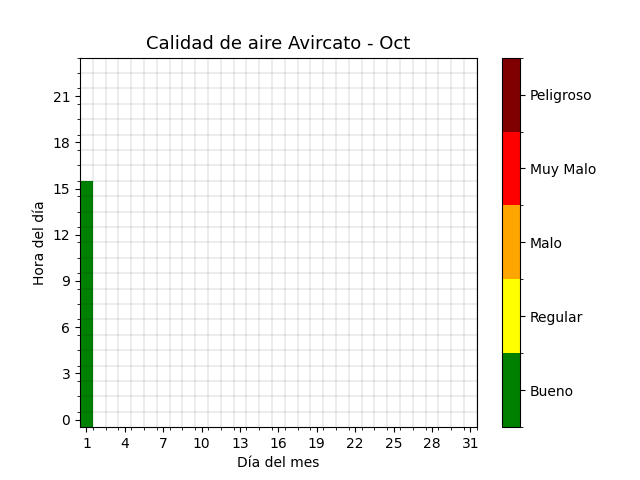 Calidad de aire Avircato - Oct
Hora del día
21
18
15
12
9
6
3
0
1 4 7 10 13 16 19 22 25 28 31
Día del mes
Peligroso
Muy Malo
Malo
Regular
Bueno